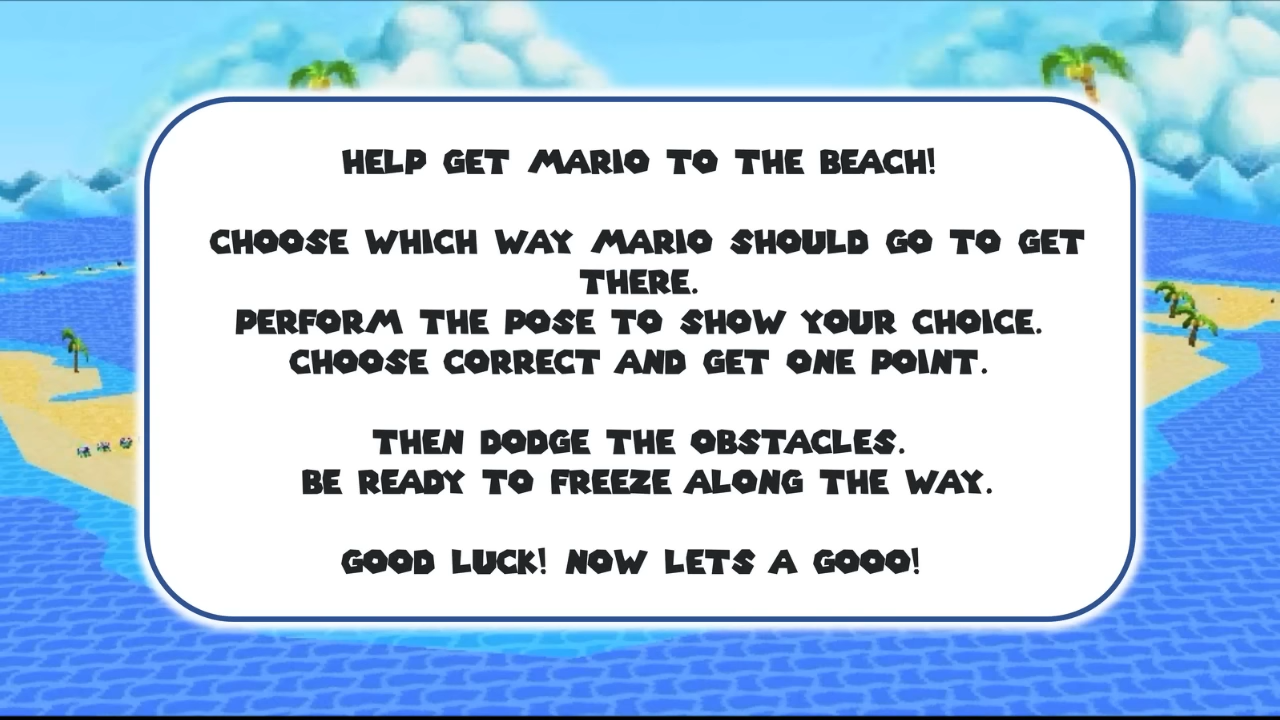 HELP GET MARIO TO THE BEACH!
CHOOSE WHICH WAY MARIO SHOULD GO TO GET
THERE.
PERFORM THE POSE TO SHOW YOUR CHOICE.
CHOOSE CORRECT AND GET ONE POINT.
THEN DODGE THE OBSTACLES.
BE READY TO FREEZE ALONG THE WAY.
GOOD LUCK! NOW LETS A GOOO!